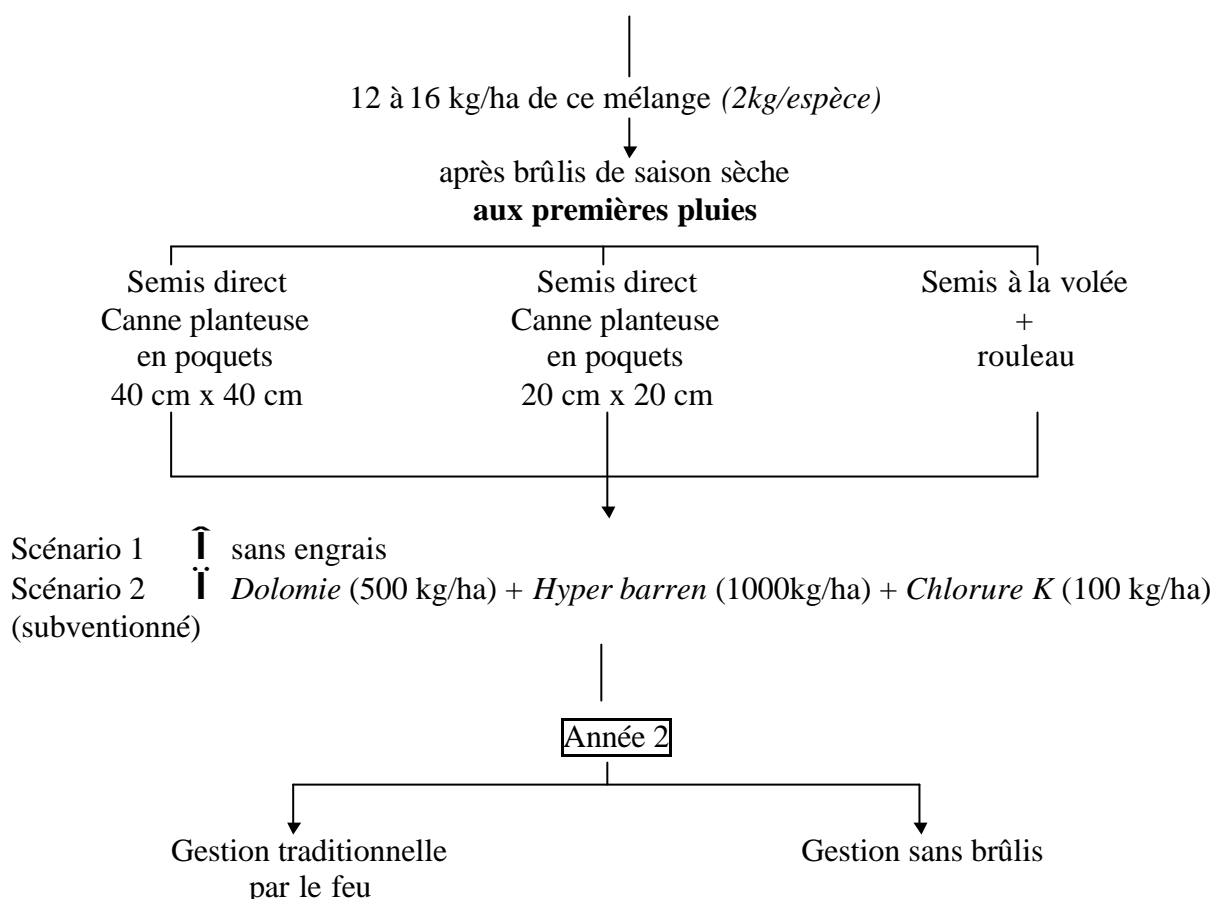 12 à 16 kg/ha de ce mélange (2kg/espèce)
après brûlis de saison sèche
aux premières pluies
Semis direct
Canne planteuse
en poquets
40 cm x 40 cm
Semis direct
Canne planteuse
en poquets
20 cm x 20 cm
Semis à la volée
+
rouleau
Scénario 1 Î sans engrais
Scénario 2 Ï Dolomie (500 kg/ha) + Hyper barren (1000kg/ha) + Chlorure K (100 kg/ha)
(subventionné)
Année 2
Gestion traditionnelle
par le feu
Gestion sans brûlis